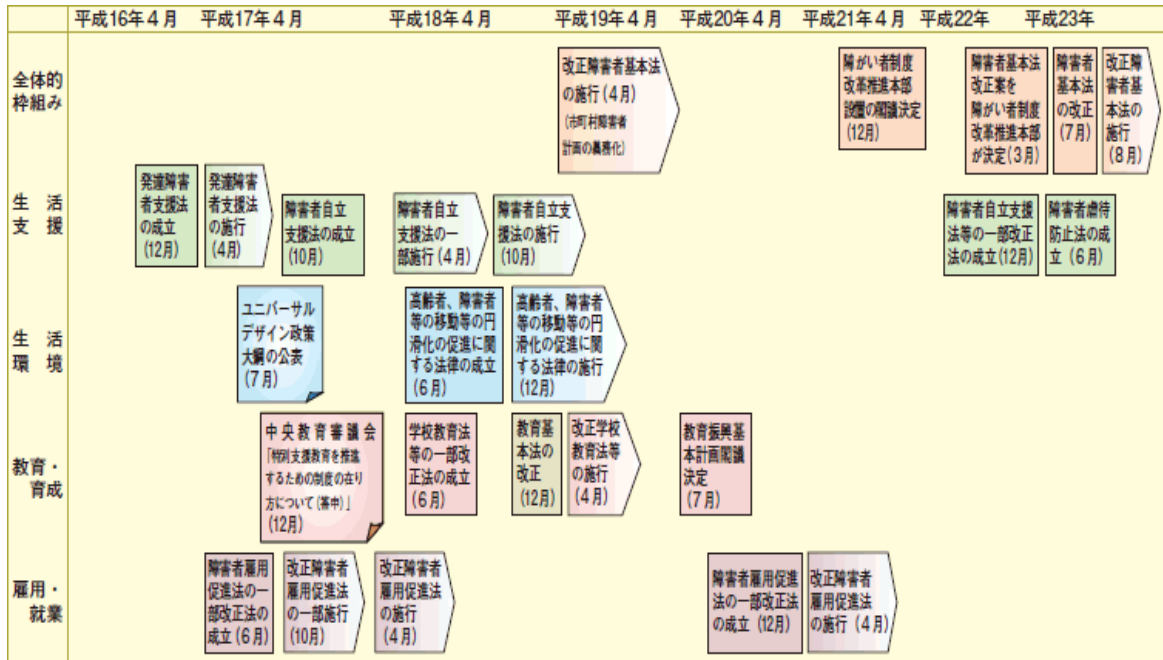 平成16年4月 平成17年4月 平成18年4月 平成19年4月 平成20年4月 平成21年4月 平成22年 平成23年
全体的
枠組み
改正障害者基本法
の施行(4月)
(市町村障害者
計画の義務化)
障がい者制度
改革推進本部
設置の閣議決定
(12月)
障害者基本法
改正案を
障がい者制度
改革推進本部
が決定(3月)
障害者
基本法
の改正
(7月)
改正障
害者基
本法の
施行
(8月)
生活
支援
発達障害
者支援法
の成立
(12月)
発達障害
者支援法
の施行
(4月)
障害者自立
支援法の成立
(10月)
障害者自立
支援法の一
部施行(4月)
障害者自立支
援法の施行
(10月)
障害者自立支援
法等の一部改正
法の成立(12月)
障害者虐待
防止法の成
立(6月)
生活
環境
ユニバーサル
デザイン政策
大綱の公表
(7月)
高齢者、障害者
等の移動等の円
滑化の促進に関
する法律の成立
(6月)
高齢者、障害者
等の移動等の円
滑化の促進に関
する法律の施行
(12月)
教育・
育成
中央教育審議会
「特別支援教育を推進
するための制度の在り
方について(答申)」
(12月)
学校教育法
等の一部改
正法の成立
(6月)
教育基
本法の
改正
(12月)
改正学校
教育法等
の施行
(4月)
教育振興基
本計画閣議
決定
(7月)
雇用・
就業
障害者雇用
促進法の一
部改正法の
成立(6月)
改正障害者
雇用促進法
の一部施行
(10月)
改正障害者
雇用促進法
の施行
(4月)
障害者雇用促進
法の一部改正法
の成立(12月)
改正障害者
雇用促進法
の施行(4月)